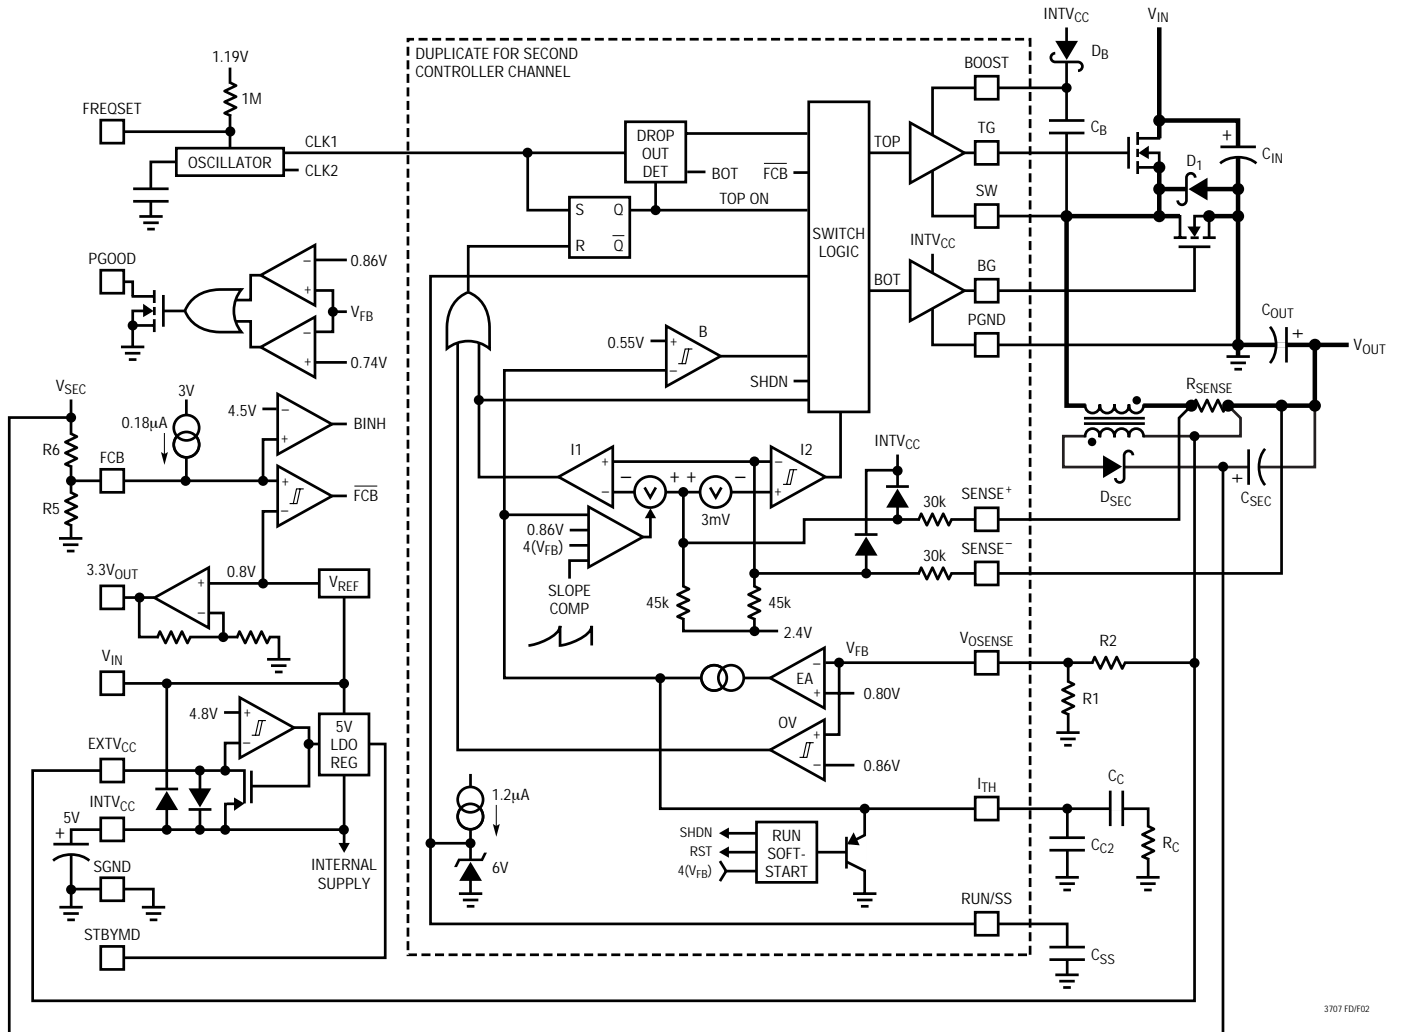 DUPLICATE FOR SECOND
CONTROLLER CHANNEL
1.19V
1M
FREQSET
OSCILLATOR
CLK1
CLK2
DROP
OUT
DET
BOT
FCB
TOP ON
S Q
R Q
SWITCH
LOGIC
TOP
BOT
INTVCC
BOOST
TG
SW
BG
PGND
INTVCC
DB
CB
VIN
CIN
D1
COUT
VOUT
RSENSE
DSEC
CSEC
PGOOD
0.86V
VFB
0.74V
VSEC
R6
R5
FCB
3V
0.18µA
4.5V
BINH
FCB
0.55V
B
SHDN
I1
I2
3mV
INTVCC
30k
SENSE+
30k
SENSE−
0.86V
4(VFB)
SLOPE
COMP
45k
45k
2.4V
3.3VOUT
0.8V
VREF
VIN
4.8V
5V
LDO
REG
EXTVCC
INTVCC
5V
SGND
STBYMD
INTERNAL
SUPPLY
VFB
EA
0.80V
OV
0.86V
VOSENSE
R2
R1
1.2µA
6V
SHDN
RST
4(VFB)
RUN
SOFT-
START
ITH
CC
CC2
RC
RUN/SS
CSS
3707 FD/F02